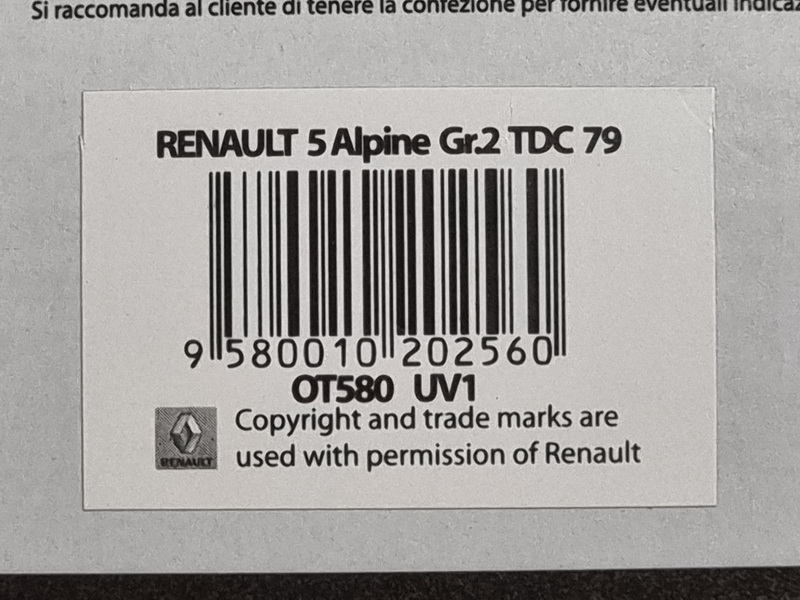 Si raccomanda al cliente di tenere la confezione per fornire eventuali
RENAULT 5 Alpine Gr.2 TDC 79
9 580010 202560
OT580 UV1
Copyright and trade marks are
used with permission of Renault
RENAULT